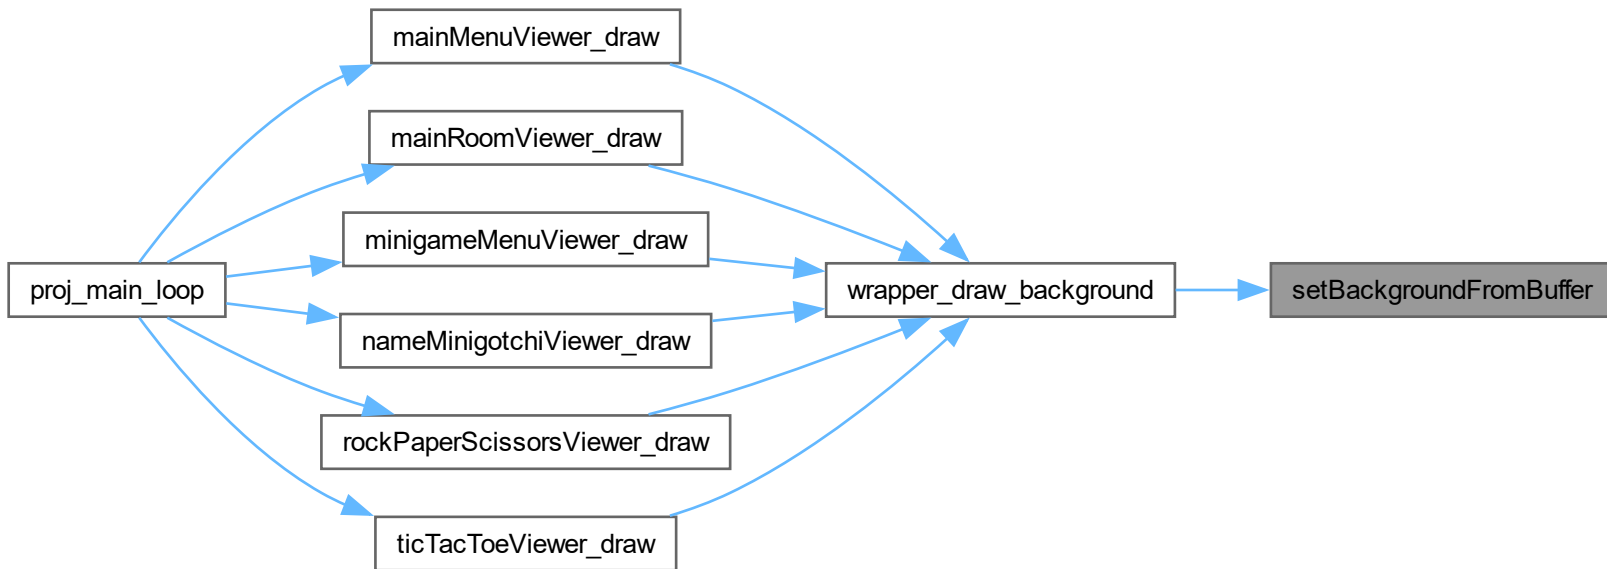 mainMenuViewer_draw
mainRoomViewer_draw
minigameMenuViewer_draw
proj_main_loop
wrapper_draw_background
setBackgroundFromBuffer
nameMinigotchiViewer_draw
rockPaperScissorsViewer_draw
ticTacToeViewer_draw